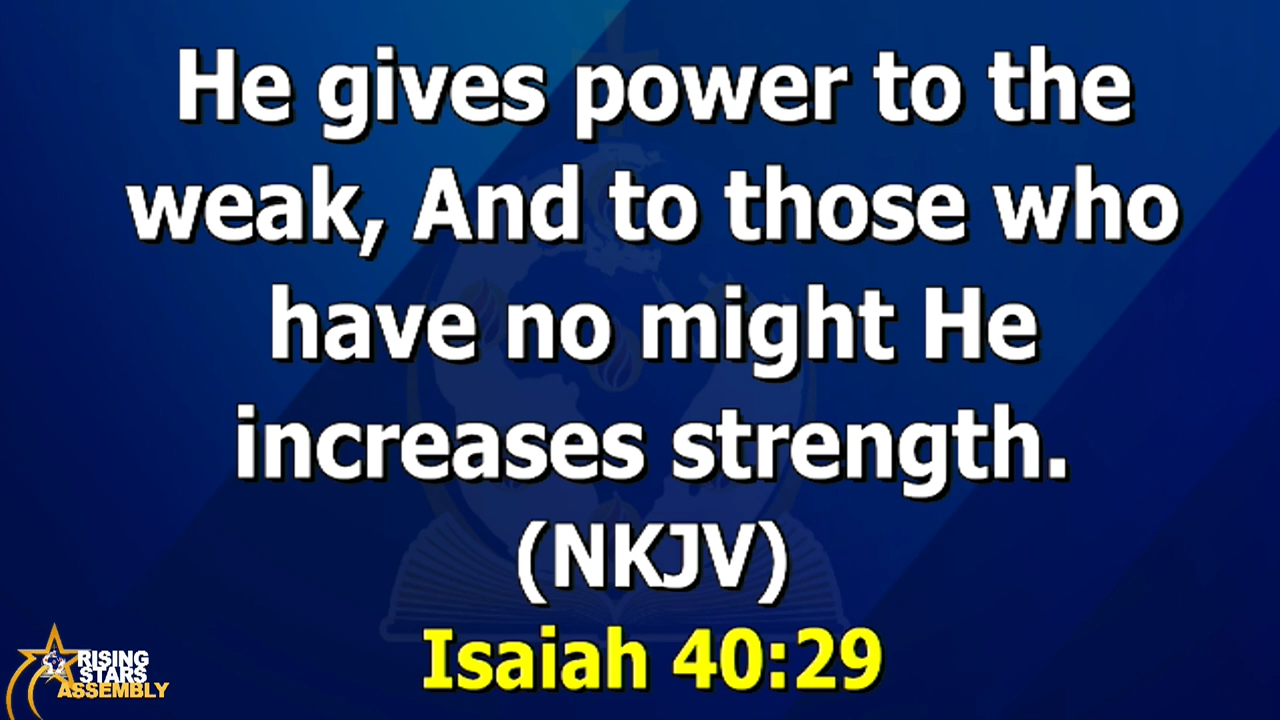 He gives power to the
weak, And to those who
have no might He
increases strength.
(NKJV)
Isaiah 40:29
RISING
STARS
ASSEMBLY